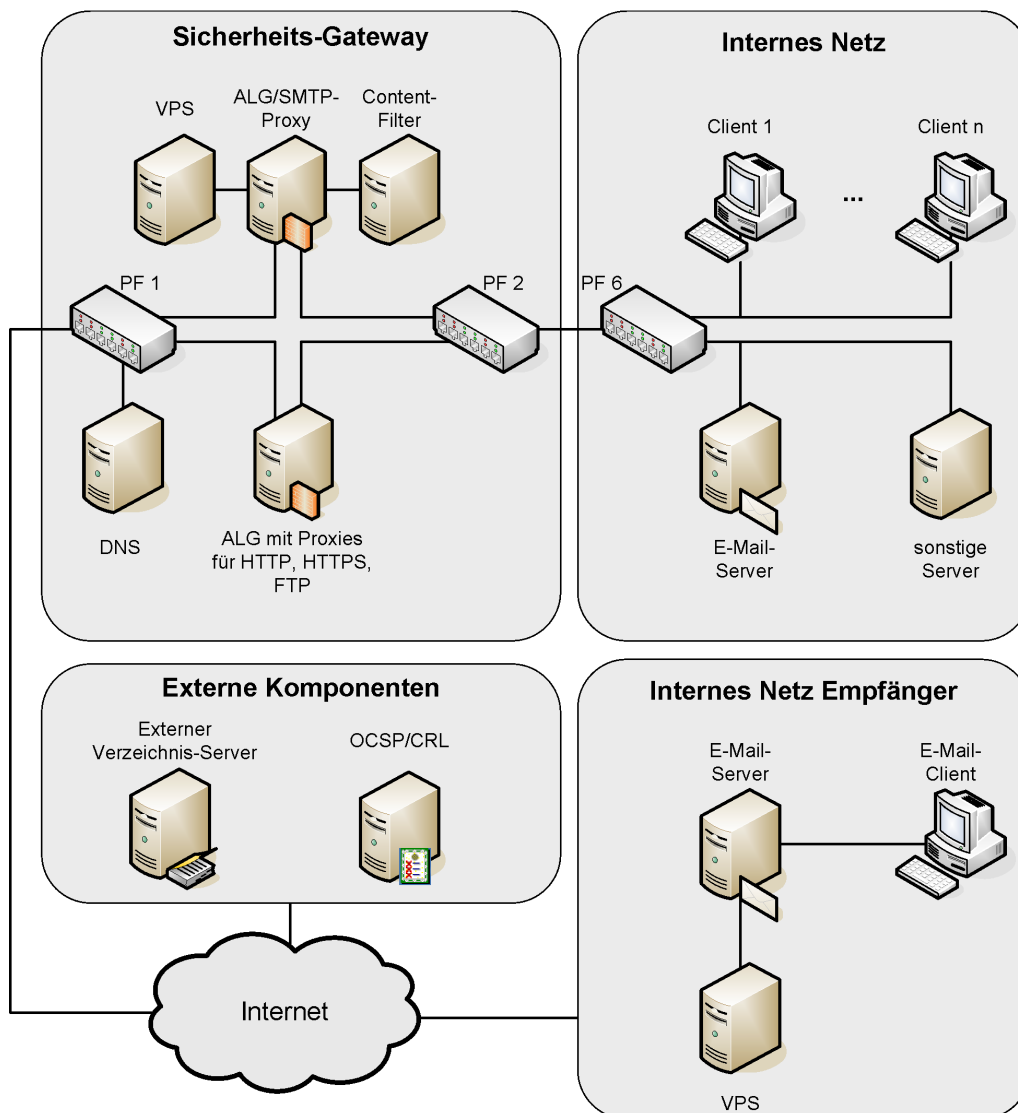 Sicherheits-Gateway
VPS
ALG/SMTP-
Proxy
Content-
Filter
PF 1
PF 2
DNS
ALG mit Proxies
für HTTP, HTTPS,
FTP
Internes Netz
Client 1
...
Client n
PF 6
E-Mail-
Server
sonstige
Server
Externe Komponenten
Externer
Verzeichnis-Server
OCSP/CRL
Internet
Internes Netz Empfänger
E-Mail-
Server
E-Mail-
Client
VPS